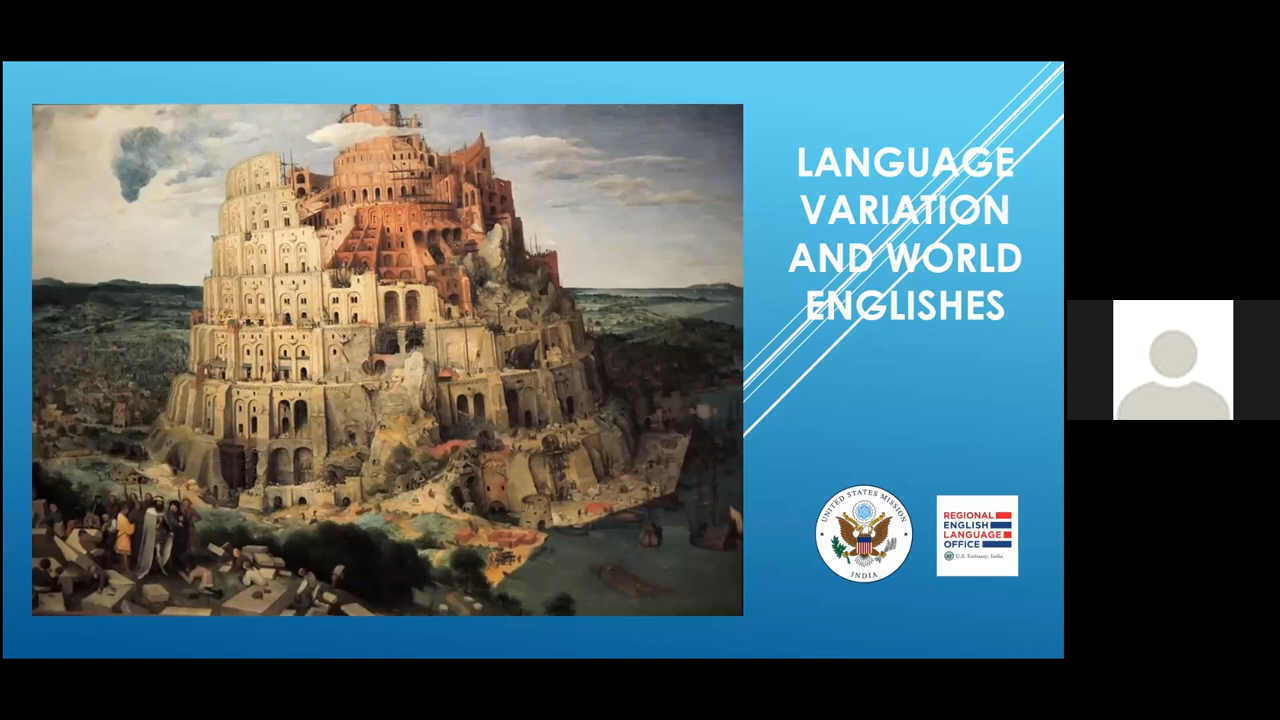 LANGUAGE
VARIATION
AND WORLD
ENGLISHES
UNITED STATES MISSION
INDIA
REGIONAL
ENGLISH
LANGUAGE
OFFICE
U.S. Embassy, India